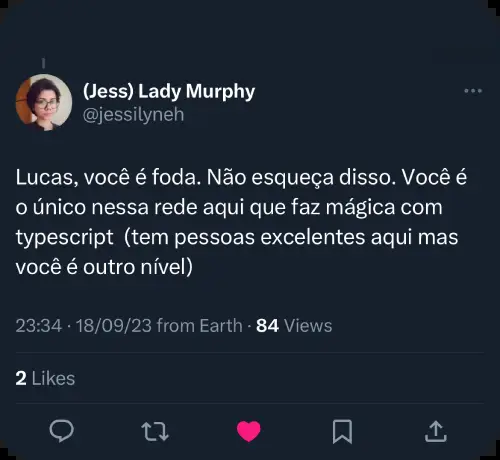 (Jess) Lady Murphy
@jessilyneh
Lucas, você é foda. Não esqueça disso. Você é
o único nessa rede aqui que faz mágica com
typescript (tem pessoas excelentes aqui mas
você é outro nível)
23:34 · 18/09/23 from Earth · 84 Views
2 Likes